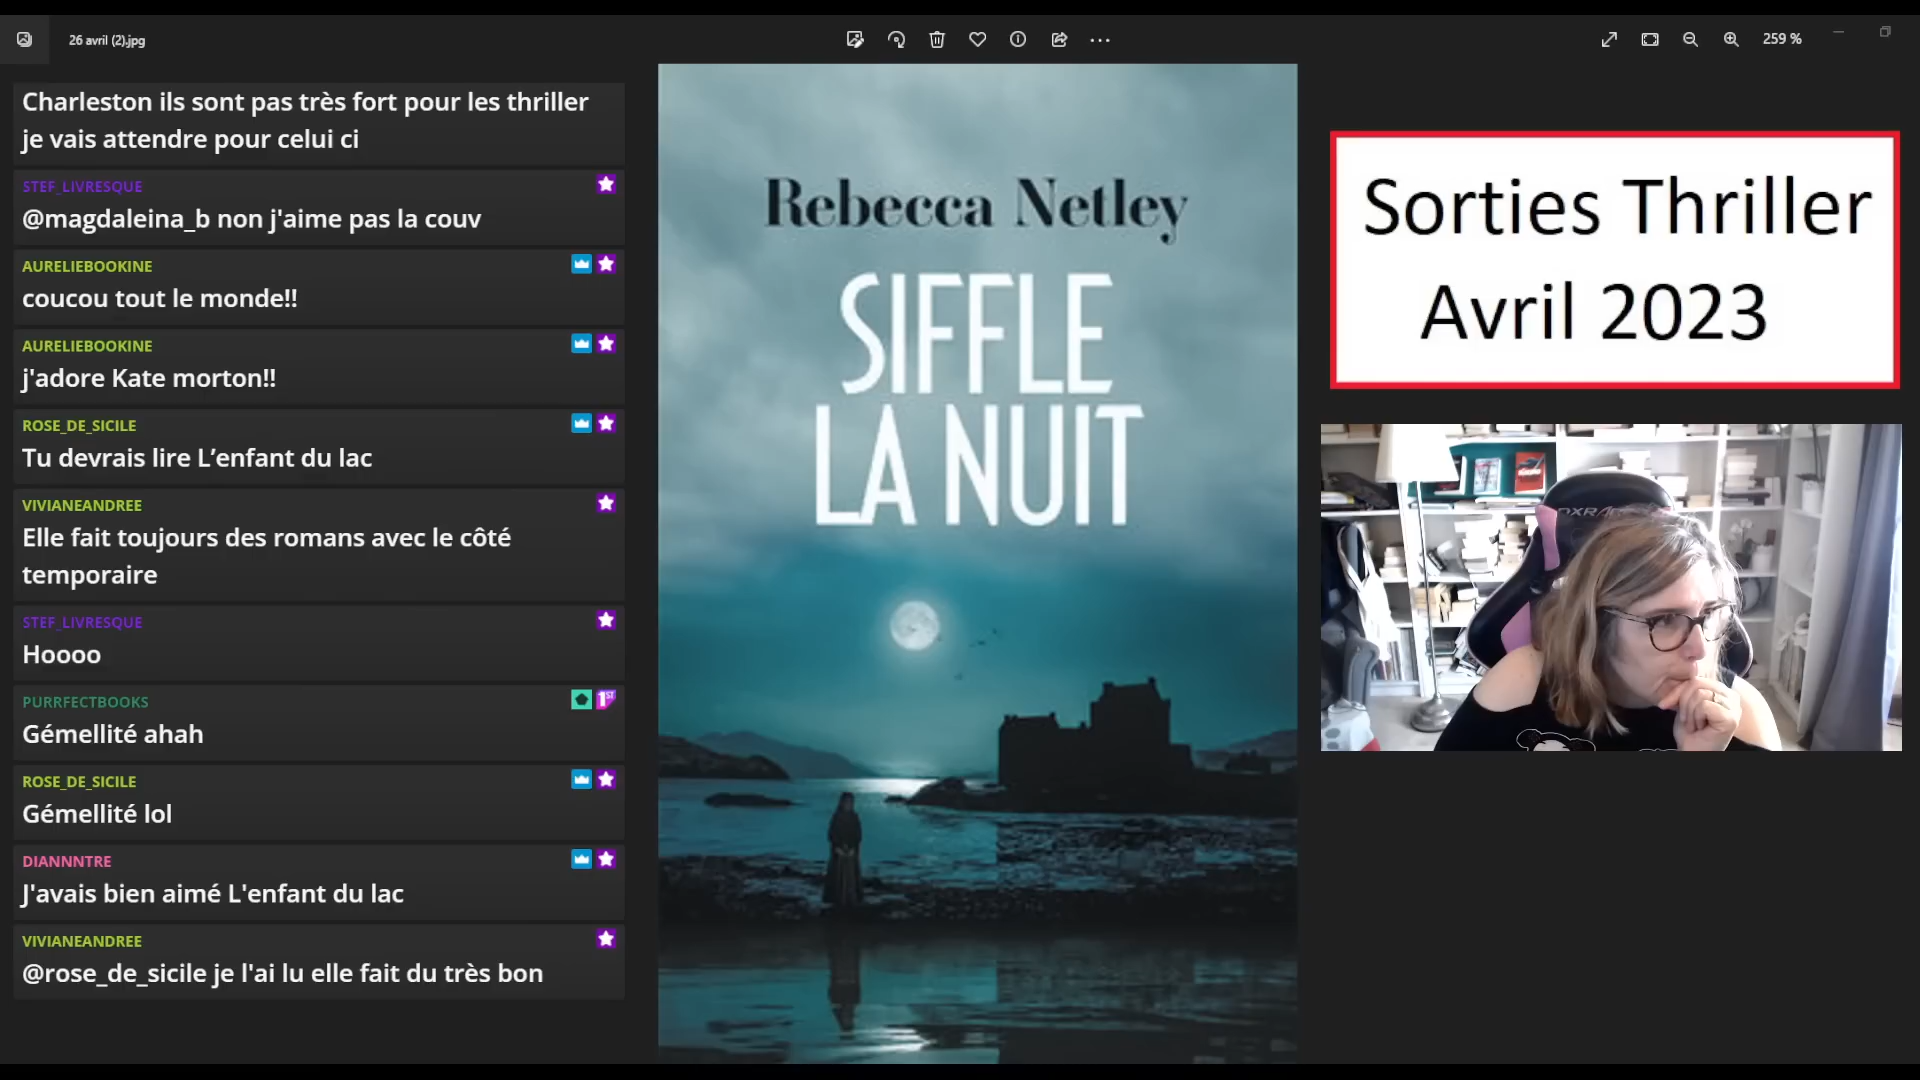 26 avril (2).jpg
259 %
Charleston ils sont pas très fort pour les thriller
je vais attendre pour celui ci
STEF_LIVRESQUE
@magdaleina_b non j'aime pas la couv
AURELIEBOOKINE
coucou tout le monde!!
AURELIEBOOKINE
j'adore Kate morton!!
ROSE_DE_SICILE
Tu devrais lire L’enfant du lac
VIVIANEANDREE
Elle fait toujours des romans avec le côté
temporaire
STEF_LIVRESQUE
Hoooo
PURRFECTBOOKS
1ST
Gémellité ahah
ROSE_DE_SICILE
Gémellité lol
DIANNNTRE
J'avais bien aimé L'enfant du lac
VIVIANEANDREE
@rose_de_sicile je l'ai lu elle fait du très bon
Rebecca Netley
SIFFLE
LA NUIT
Sorties Thriller
Avril 2023